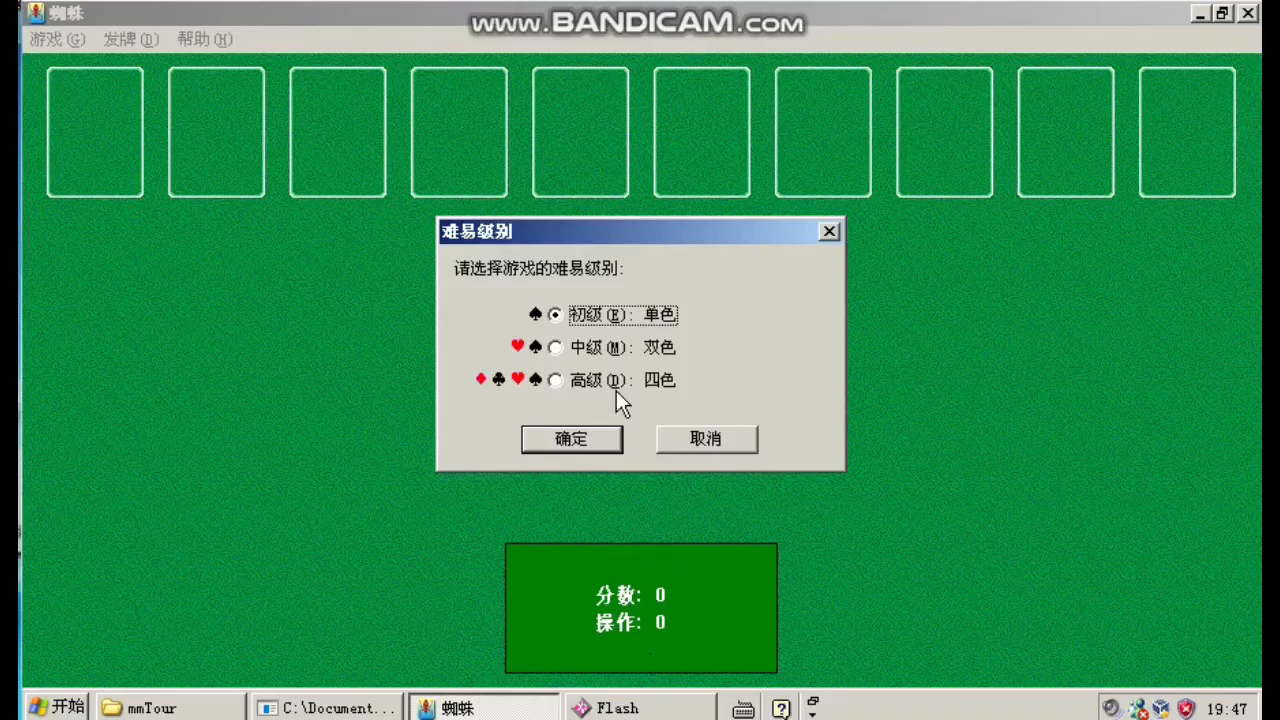 蜘蛛
www.BANDICAM.com
游戏(G) 发牌(D) 帮助(H)
难易级别
请选择游戏的难易级别:
初级(E): 单色
中级(M): 双色
高级(D): 四色
确定 取消
分数: 0
操作: 0
开始 mmTour C:\Document... 蜘蛛 Flash 19:47